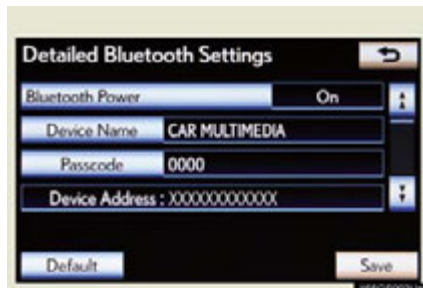 Detailed Bluetooth Settings
Bluetooth Power On
Device Name CAR MULTIMEDIA
Passcode 0000
Device Address : XXXXXXXXXXXX
Default Save